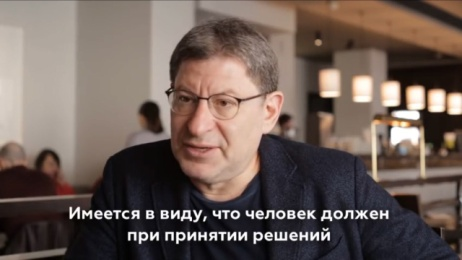 Имеется в виду, что человек должен
при принятии решений